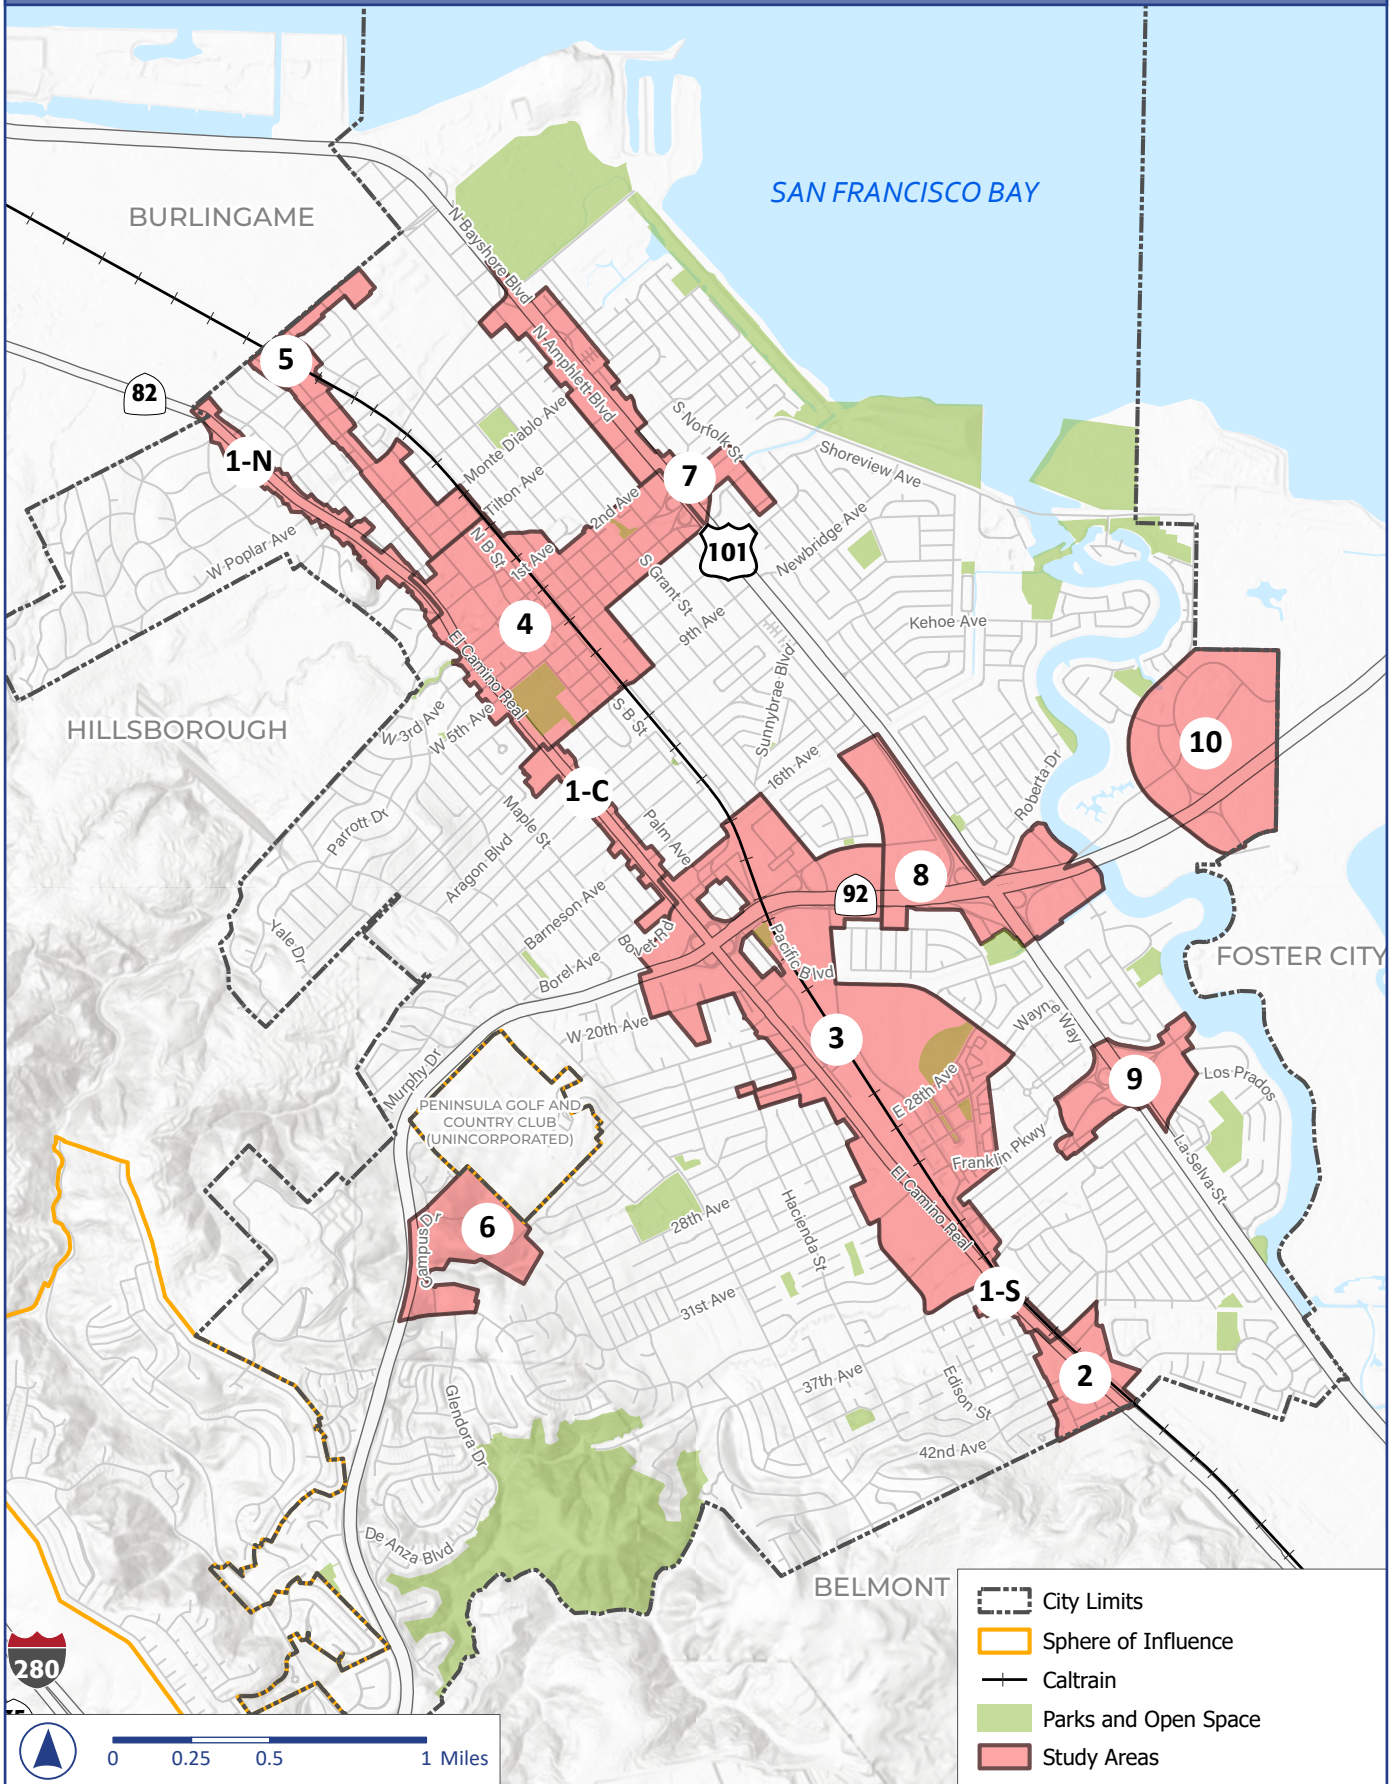 SAN FRANCISCO BAY
BURLINGAME
N Bayshore Blvd
5
82
N Amphlett Blvd
1-N
Monte Diablo Ave
S Norfolk St
Shoreview Ave
7
Tilton Ave
2nd Ave
W Poplar Ave
N B St
1st Ave
101
Newbridge Ave
S Grant St
4
9th Ave
Kehoe Ave
El Camino Real
Sunnybrae Blvd
HILLSBOROUGH
W 3rd Ave
W 5th Ave
S B St
10
16th Ave
Roberta Dr
1-C
Maple St
Palm Ave
Parrott Dr
Aragon Blvd
8
92
Barneson Ave
Yale Dr
Bovet Rd
Pacific Blvd
FOSTER CITY
Borel Ave
W 20th Ave
Wayne Way
3
Murphy Dr
9
Los Prados
E 28th Ave
PENINSULA GOLF AND
COUNTRY CLUB
(UNINCORPORATED)
Franklin Pkwy
La Selva St
El Camino Real
Campus Dr
6
28th Ave
Hacienda St
1-S
31st Ave
2
37th Ave
Edison St
Glendora Dr
42nd Ave
De Anza Blvd
BELMONT
280
City Limits
Sphere of Influence
Caltrain
Parks and Open Space
Study Areas
0 0.25 0.5 1 Miles